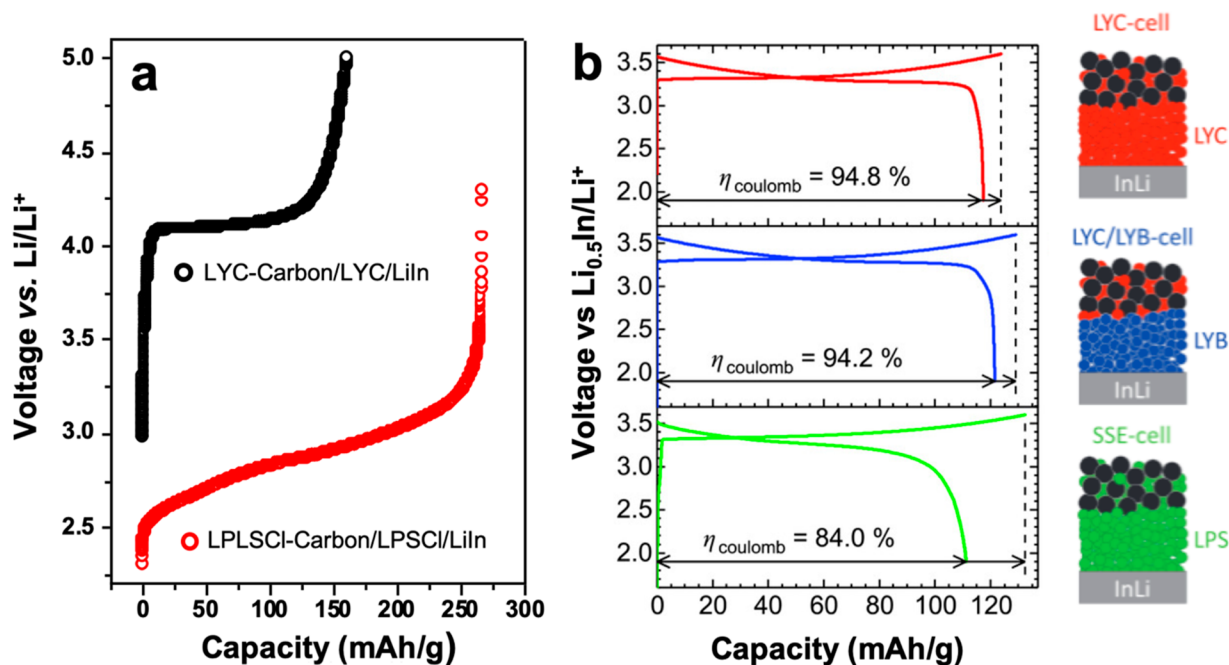 a
Voltage vs. Li/Li⁺
5.0
4.5
4.0
3.5
3.0
2.5
LYC-Carbon/LYC/LiIn
LPLSCl-Carbon/LPSCl/LiIn
0 50 100 150 200 250 300
Capacity (mAh/g)
b
Voltage vs Li₀.₅In/Li⁺
3.5
3.0
2.5
2.0
η coulomb = 94.8 %
3.5
3.0
2.5
2.0
η coulomb = 94.2 %
3.5
3.0
2.5
2.0
η coulomb = 84.0 %
0 20 40 60 80 100 120
Capacity (mAh/g)
LYC-cell
LYC
InLi
LYC/LYB-cell
LYB
InLi
SSE-cell
LPS
InLi